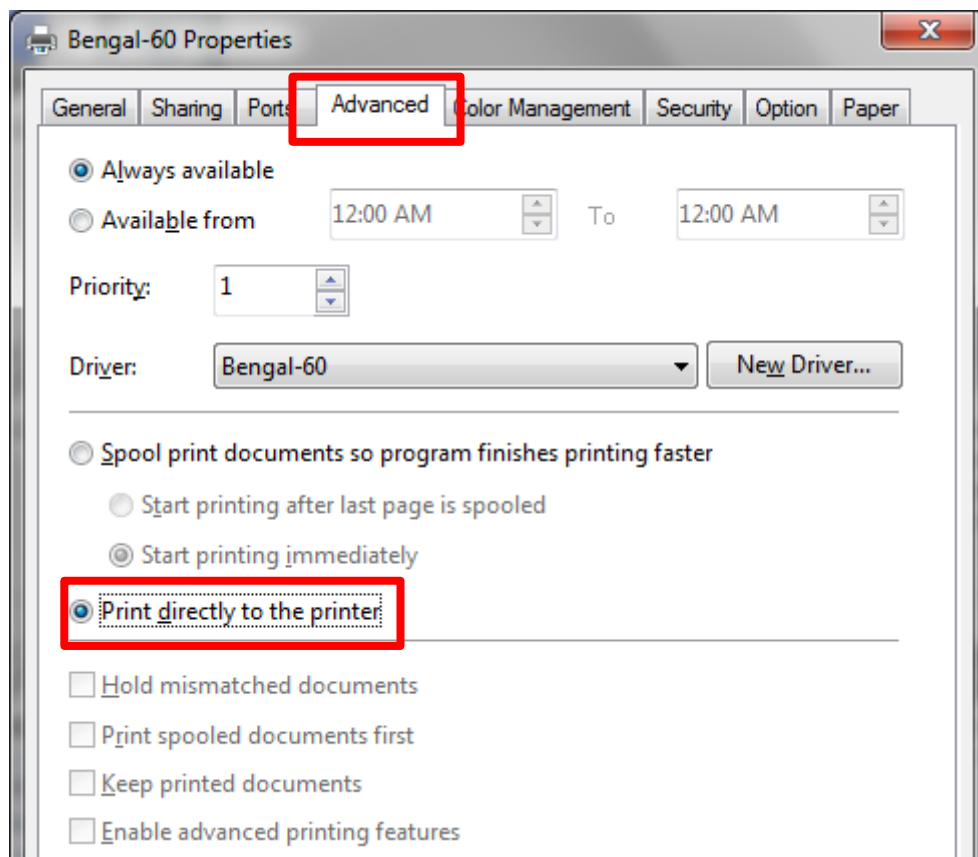 Bengal-60 Properties
General Sharing Ports Advanced Color Management Security Option Paper
Always available
Available from 12:00 AM To 12:00 AM
Priority: 1
Driver: Bengal-60 New Driver...
Spool print documents so program finishes printing faster
Start printing after last page is spooled
Start printing immediately
Print directly to the printer
Hold mismatched documents
Print spooled documents first
Keep printed documents
Enable advanced printing features